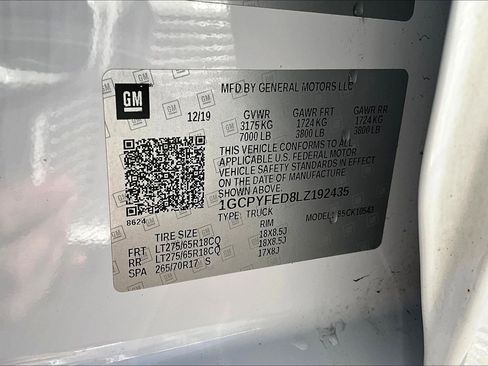 GM
MFD BY GENERAL MOTORS LLC
12/19
GVWR GAWR FRT GAWR RR
3175 KG 1724 KG 1724 KG
7000 LB 3800 LB 3800 LB
THIS VEHICLE CONFORMS TO ALL
APPLICABLE U.S. FEDERAL MOTOR
VEHICLE SAFETY STANDARDS IN EFFECT
ON THE DATE OF MANUFACTURE
SHOWN ABOVE.
1GCPYFED8LZ192435
8624
TYPE: TRUCK MODEL: 85CK10543
TIRE SIZE RIM
FRT LT275/65R18CQ 18X8.5J
RR LT275/65R18CQ 18X8.5J
SPA 265/70R17 S 17X8J